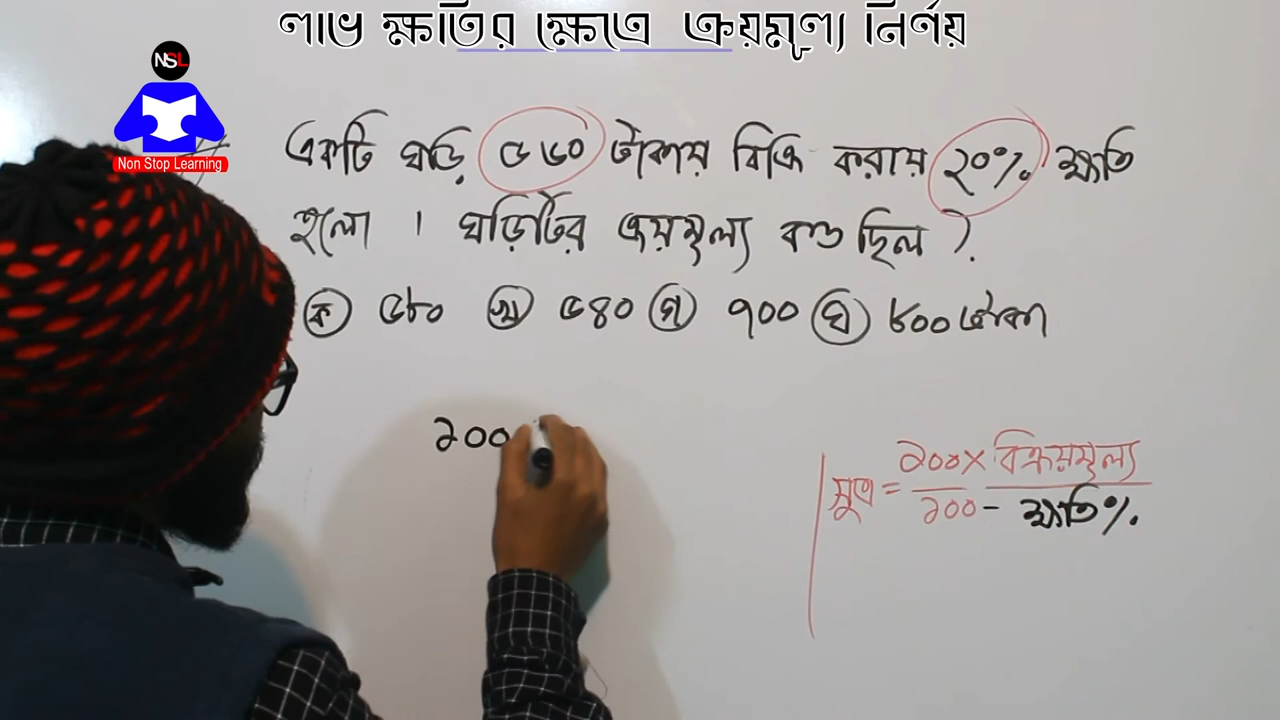 লাভ ক্ষতির ক্ষেত্রে ক্রয়মূল্য নির্ণয়
NSL
Non Stop Learning
একটি ঘড়ি ৫৬০ টাকায় বিক্রি করায় ২০% ক্ষতি
হলো । ঘড়িটির ক্রয়মূল্য কত ছিল ?
ক ৫৮০ খ ৫৪০ গ ৭০০ ঘ ৮০০ টাকা
১০০
সূত্র = ১০০ × বিক্রয়মূল্য
১০০ - ক্ষতি%